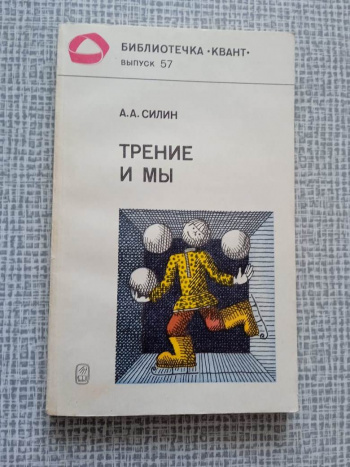 БИБЛИОТЕЧКА·КВАНТ·
ВЫПУСК 57
А.А.СИЛИН
ТРЕНИЕ
И МЫ